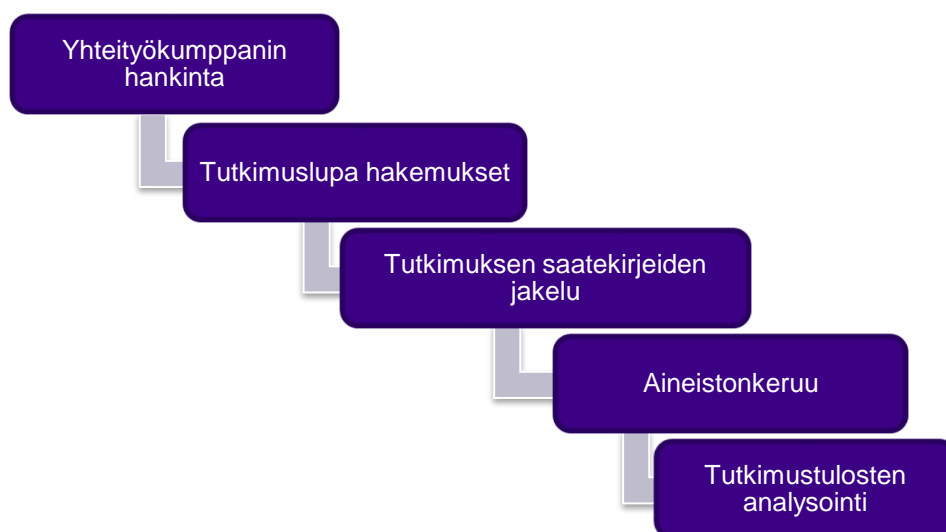 Yhteityökumppanin
hankinta
Tutkimuslupa hakemukset
Tutkimuksen saatekirjeiden
jakelu
Aineistonkeruu
Tutkimustulosten
analysointi